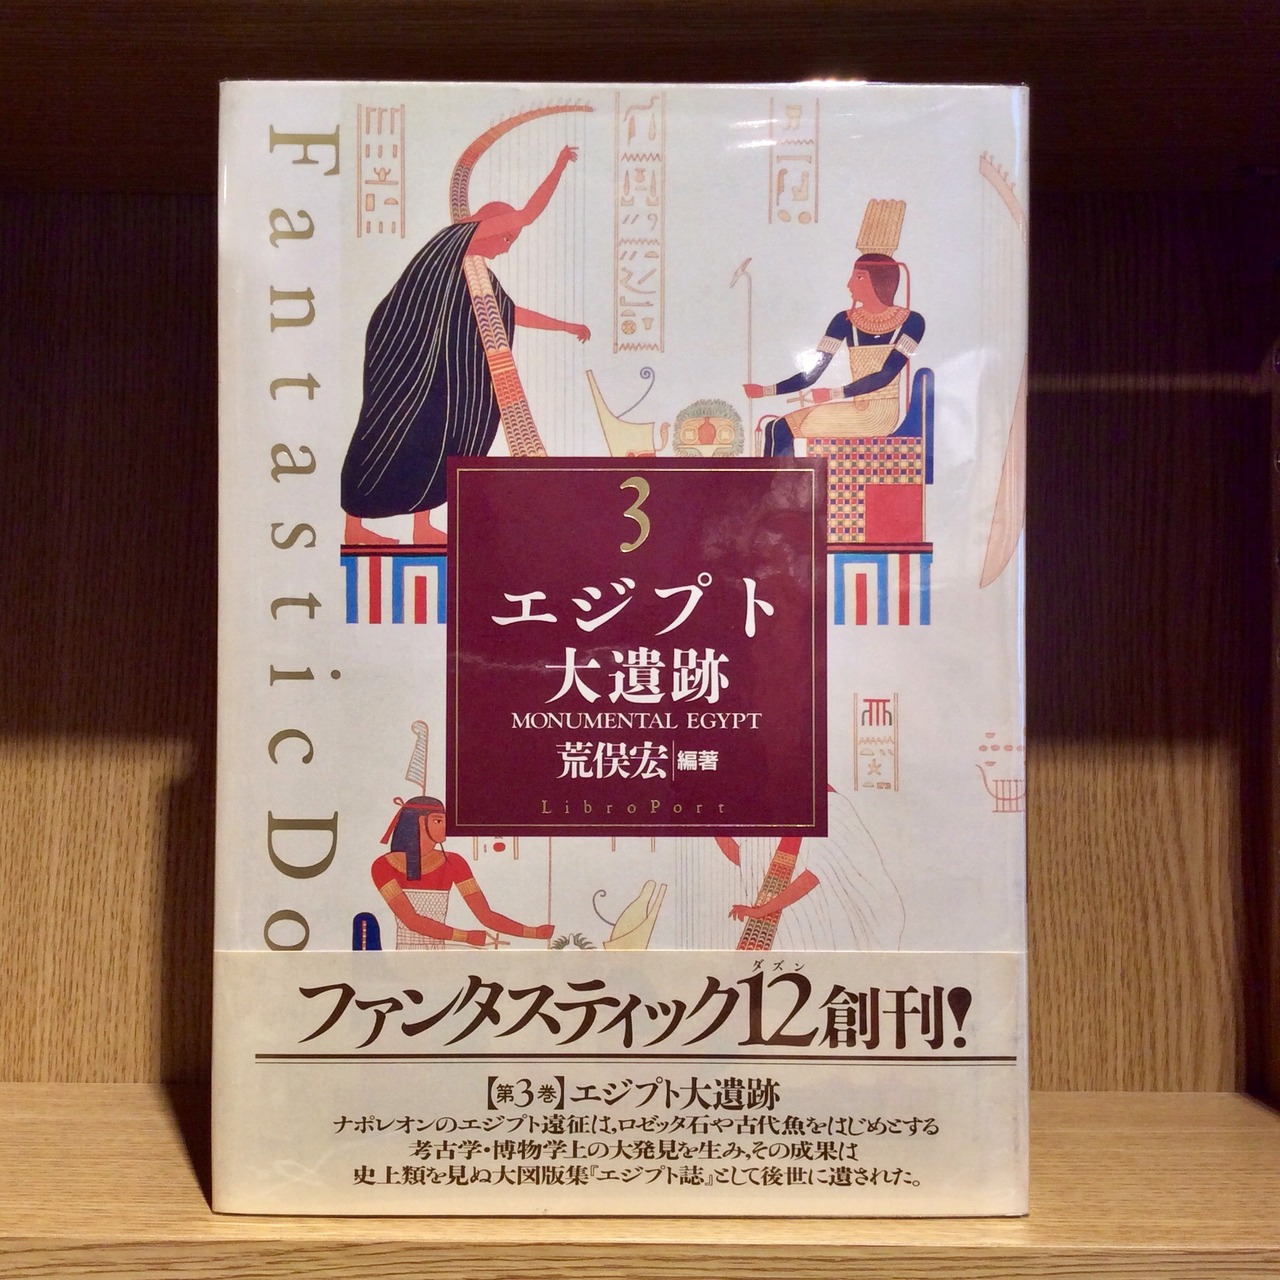 Fantastic Do
3
エジプト
大遺跡
MONUMENTAL EGYPT
荒俣宏 編著
LibroPort
ダズン
ファンタスティック12創刊!
【第3巻】エジプト大遺跡
ナポレオンのエジプト遠征は、ロゼッタ石や古代魚をはじめとする
考古学・博物学上の大発見を生み、その成果は
史上類を見ぬ大図版集『エジプト誌』として後世に遺された。